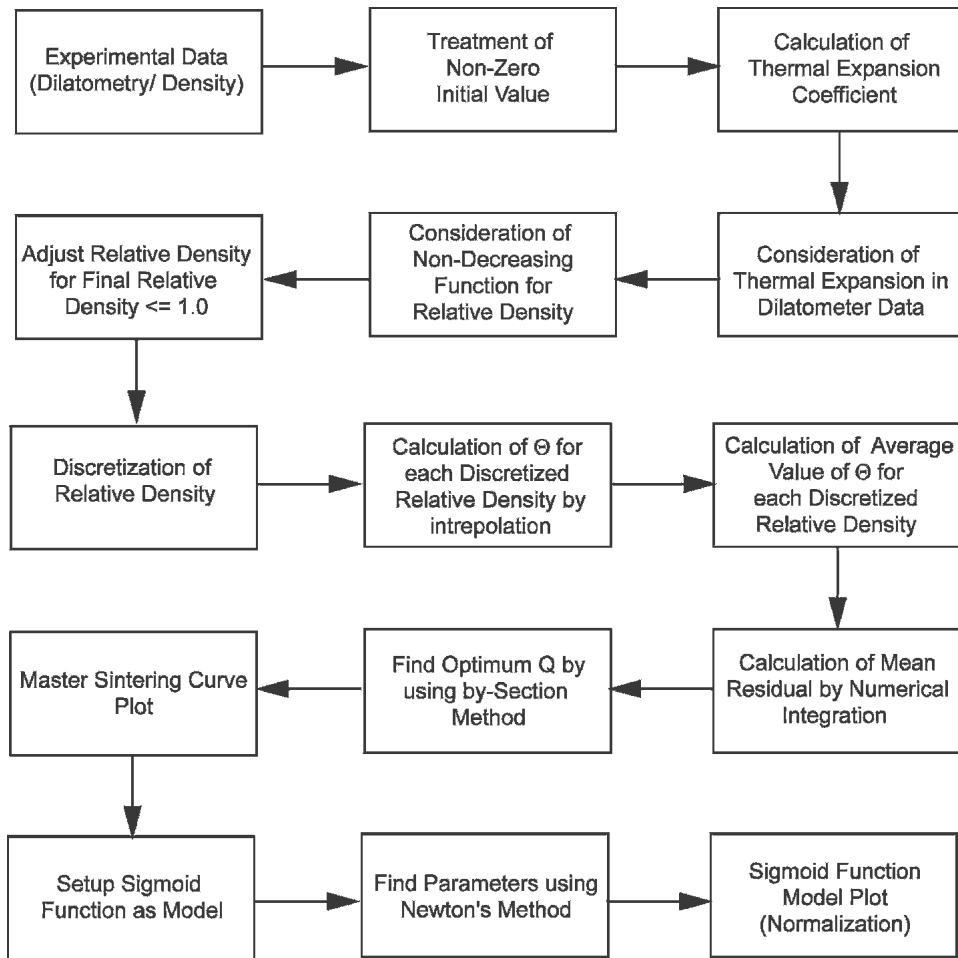 Experimental Data
(Dilatometry/ Density)
Treatment of
Non-Zero
Initial Value
Calculation of
Thermal Expansion
Coefficient
Consideration of
Thermal Expansion in
Dilatometer Data
Consideration of
Non-Decreasing
Function for
Relative Density
Adjust Relative Density
for Final Relative
Density <= 1.0
Discretization of
Relative Density
Calculation of Θ for
each Discretized
Relative Density by
intrepolation
Calculation of Average
Value of Θ for
each Discretized
Relative Density
Calculation of Mean
Residual by Numerical
Integration
Find Optimum Q by
using by-Section
Method
Master Sintering Curve
Plot
Setup Sigmoid
Function as Model
Find Parameters using
Newton's Method
Sigmoid Function
Model Plot
(Normalization)